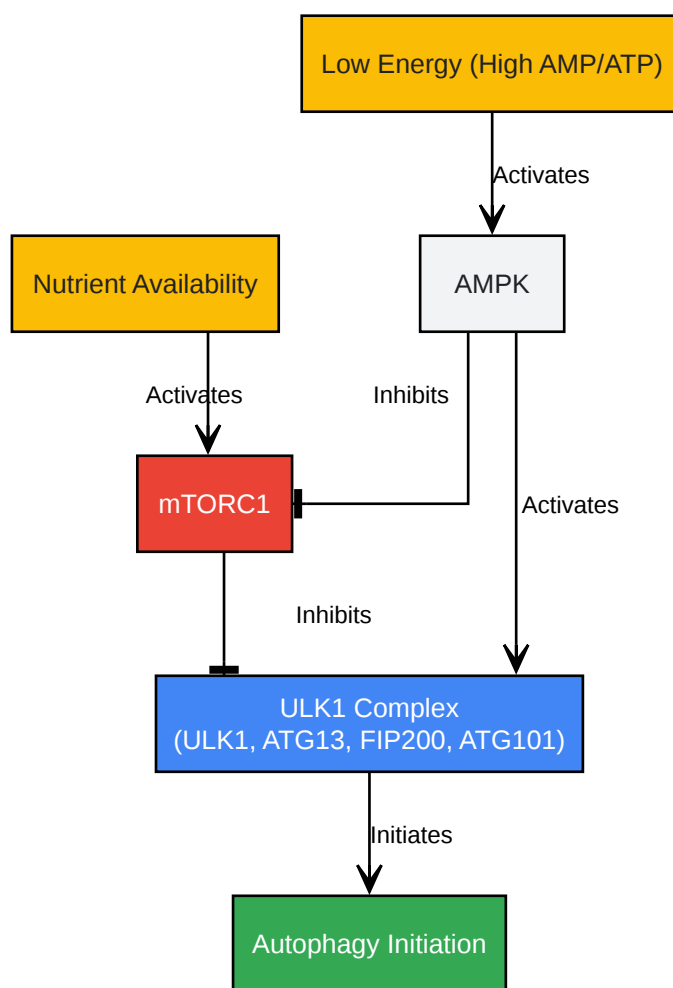 Low Energy (High AMP/ATP)
Activates
Nutrient Availability
AMPK
Activates
Inhibits
mTORC1
Activates
Inhibits
ULK1 Complex
(ULK1, ATG13, FIP200, ATG101)
Initiates
Autophagy Initiation